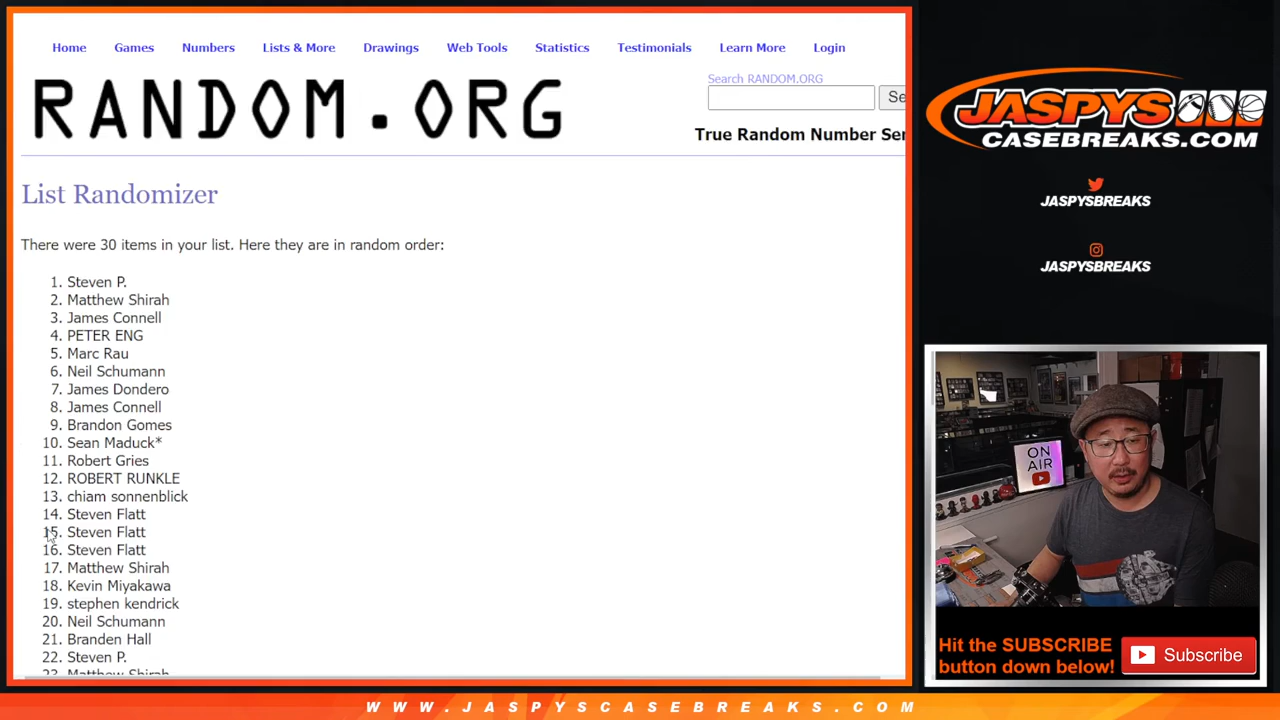 Home Games Numbers Lists & More Drawings Web Tools Statistics Testimonials Learn More Login
RANDOM.ORG
Search RANDOM.ORG
Se
True Random Number Ser
List Randomizer
There were 30 items in your list. Here they are in random order:
1. Steven P.
2. Matthew Shirah
3. James Connell
4. PETER ENG
5. Marc Rau
6. Neil Schumann
7. James Dondero
8. James Connell
9. Brandon Gomes
10. Sean Maduck*
11. Robert Gries
12. ROBERT RUNKLE
13. chiam sonnenblick
14. Steven Flatt
15. Steven Flatt
16. Steven Flatt
17. Matthew Shirah
18. Kevin Miyakawa
19. stephen kendrick
20. Neil Schumann
21. Branden Hall
22. Steven P.
23. Matthew Shirah
JASPYS
CASEBREAKS.COM
JASPYSBREAKS
JASPYSBREAKS
ON
AIR
Hit the SUBSCRIBE
button down below!
Subscribe
WWW.JASPYSCASEBREAKS.COM